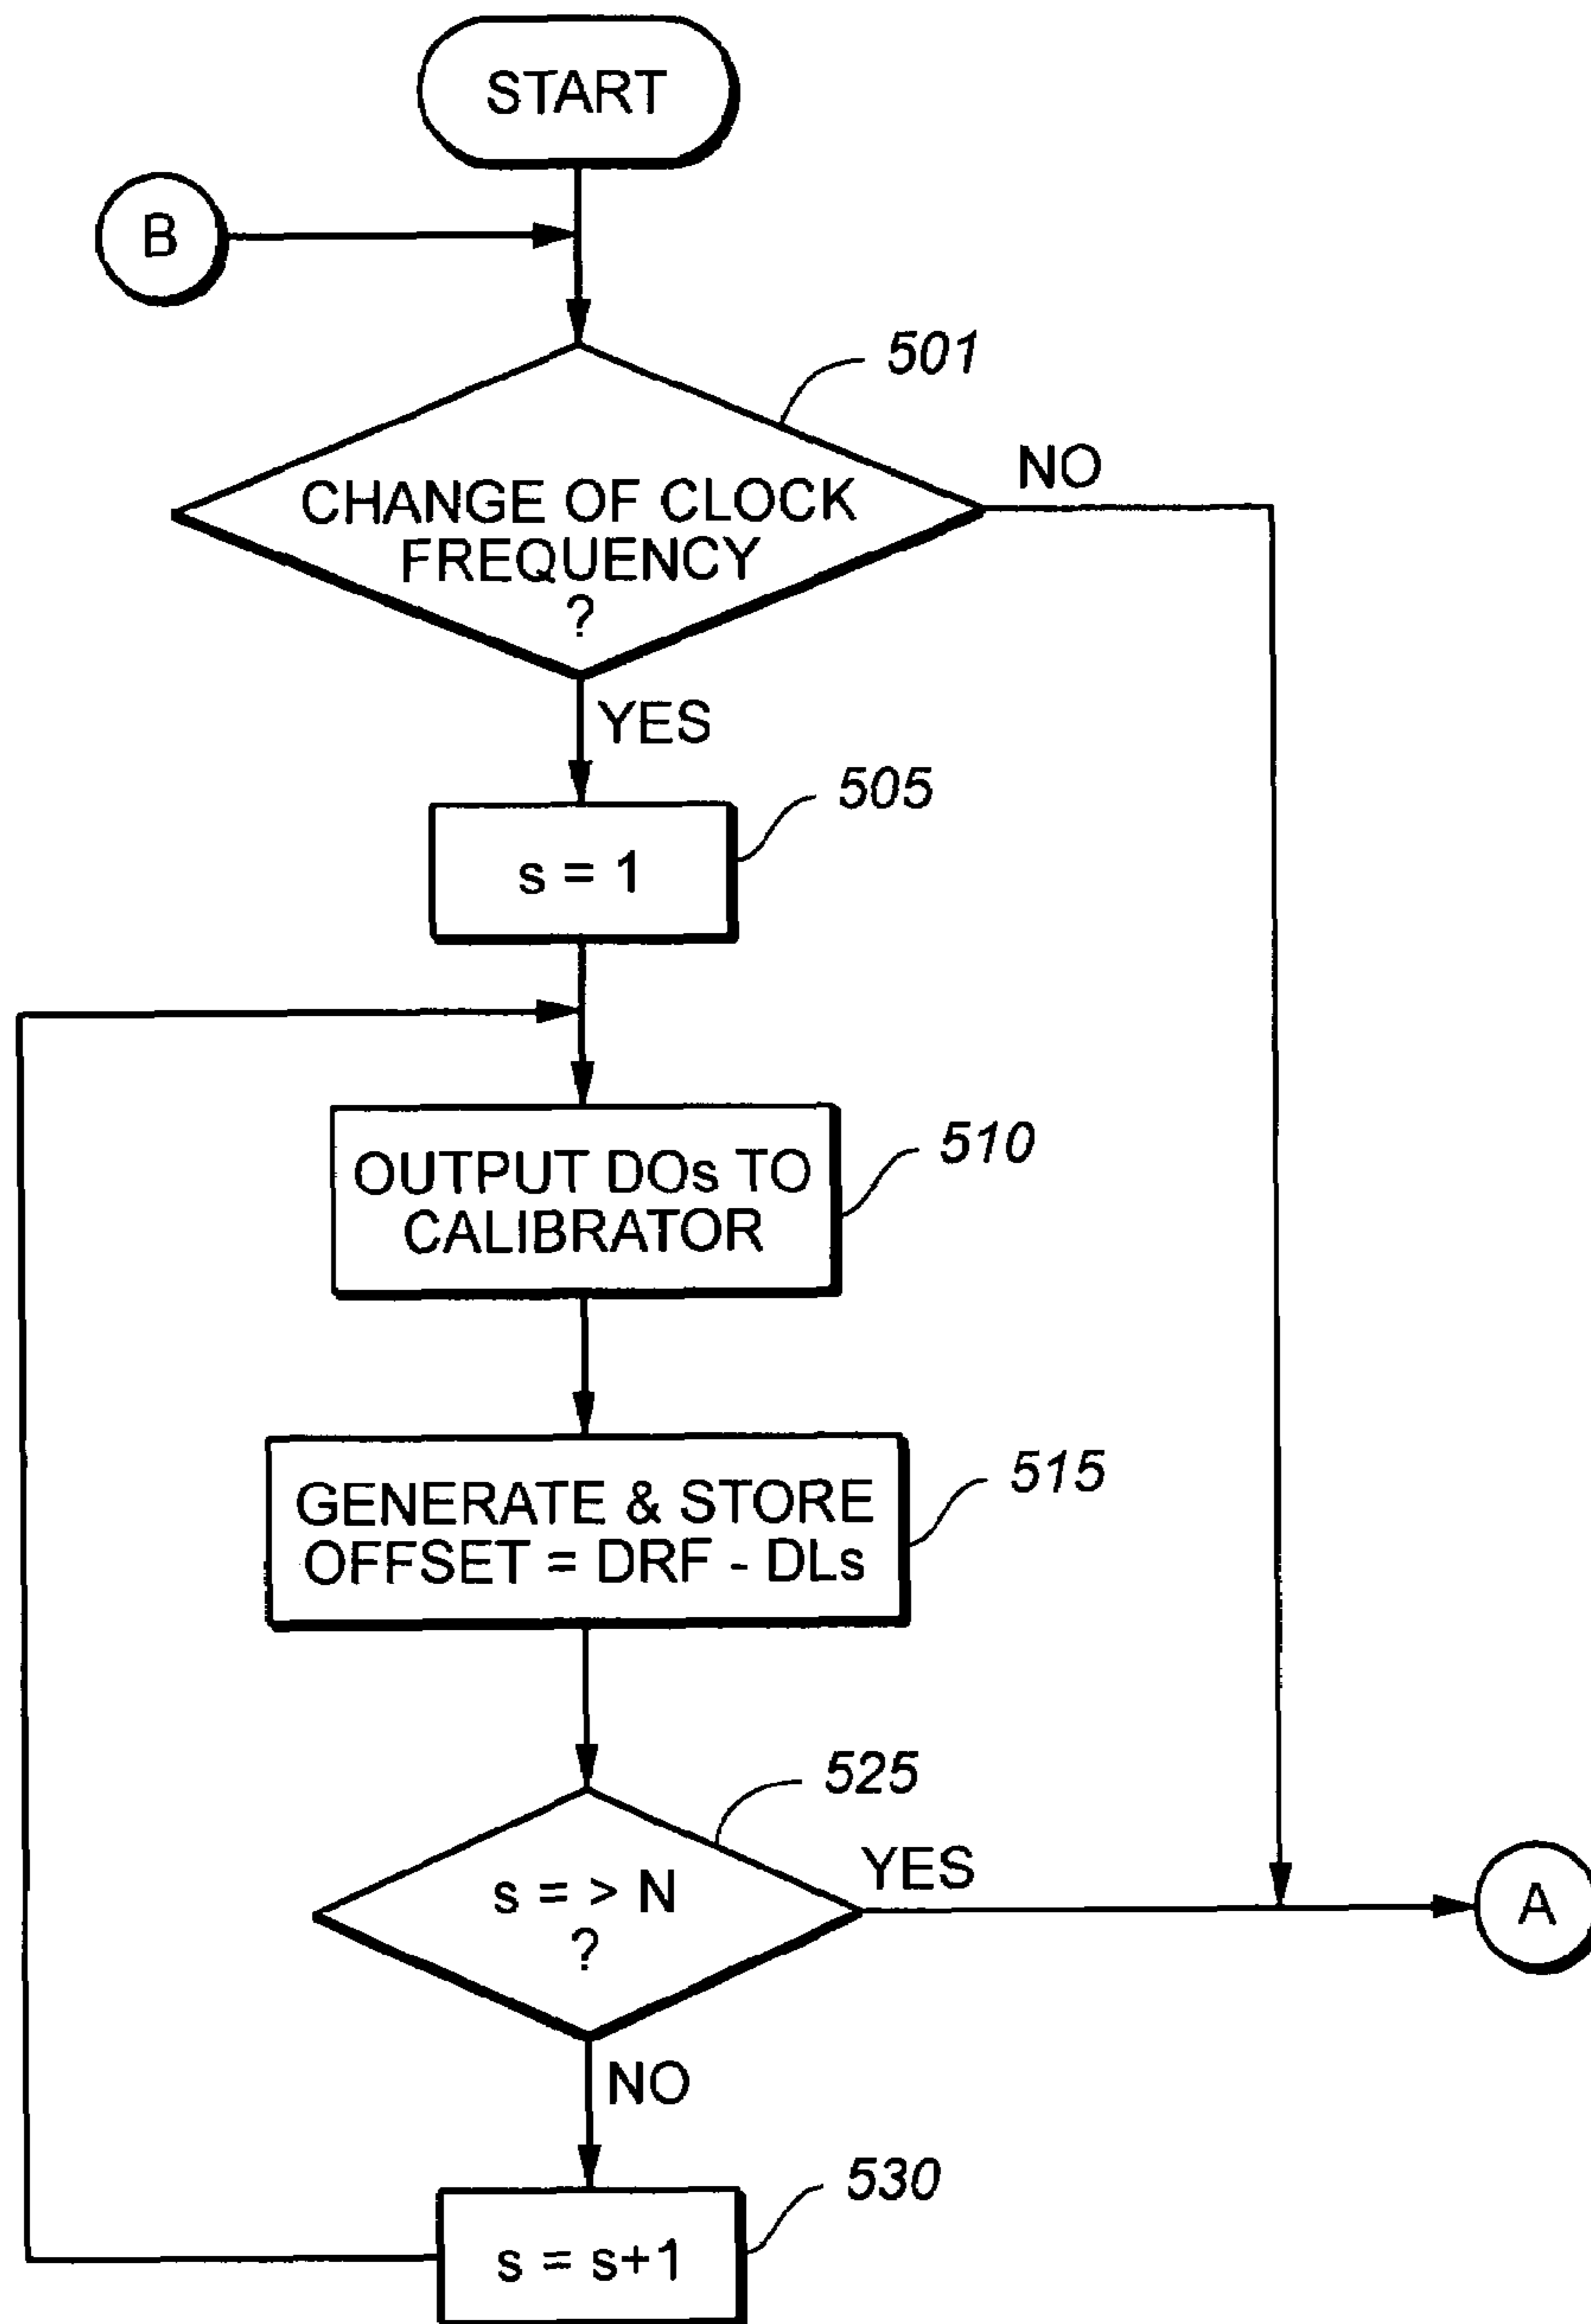 START
B
501
CHANGE OF CLOCK
FREQUENCY
?
NO
YES
505
s = 1
510
OUTPUT DOs TO
CALIBRATOR
515
GENERATE & STORE
OFFSET = DRF - DLs
525
s = > N
?
YES
A
NO
530
s = s+1